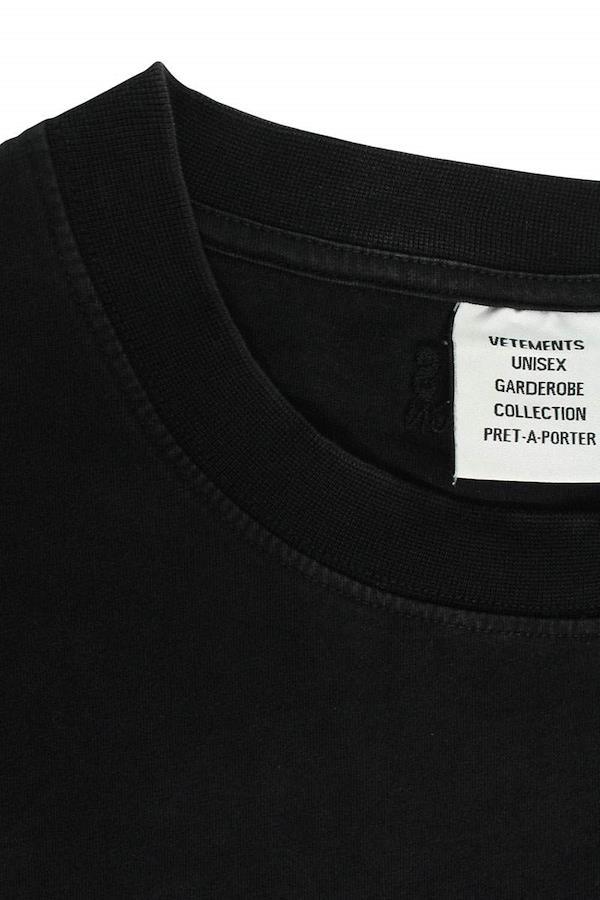 VETEMENTS
UNISEX
GARDEROBE
COLLECTION
PRET-A-PORTER